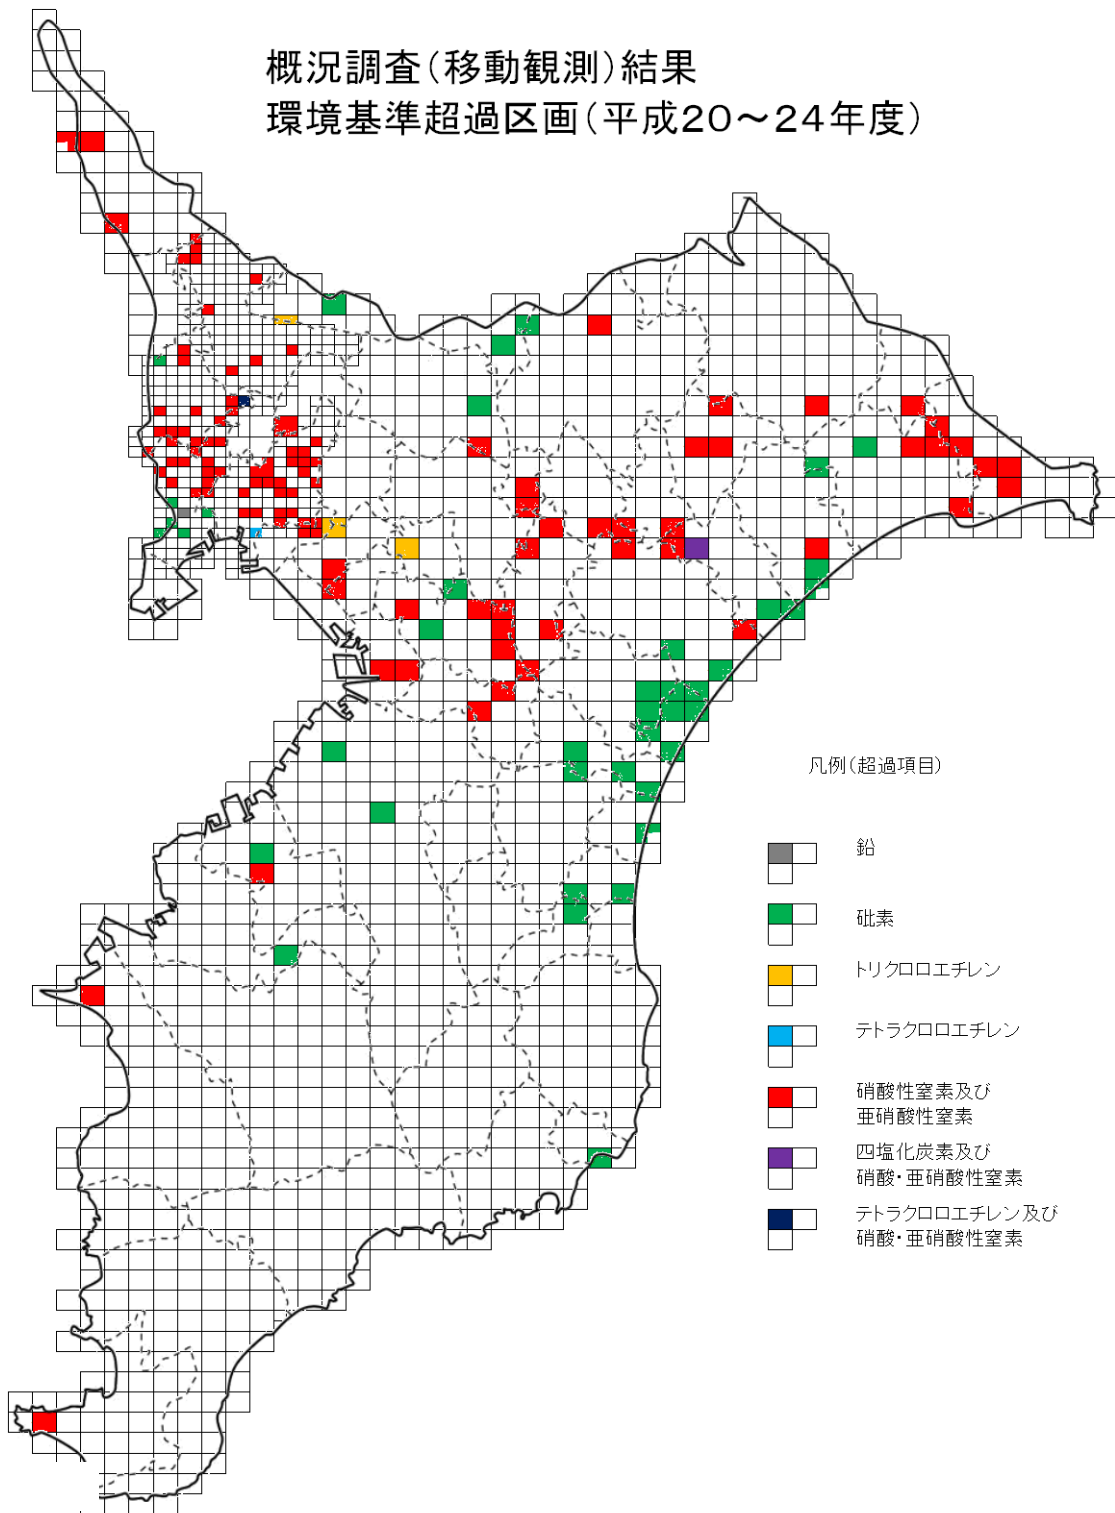 概況調査(移動観測)結果
環境基準超過区画(平成20〜24年度)
凡例(超過項目)
鉛
砒素
トリクロロエチレン
テトラクロロエチレン
硝酸性窒素及び
亜硝酸性窒素
四塩化炭素及び
硝酸・亜硝酸性窒素
テトラクロロエチレン及び
硝酸・亜硝酸性窒素